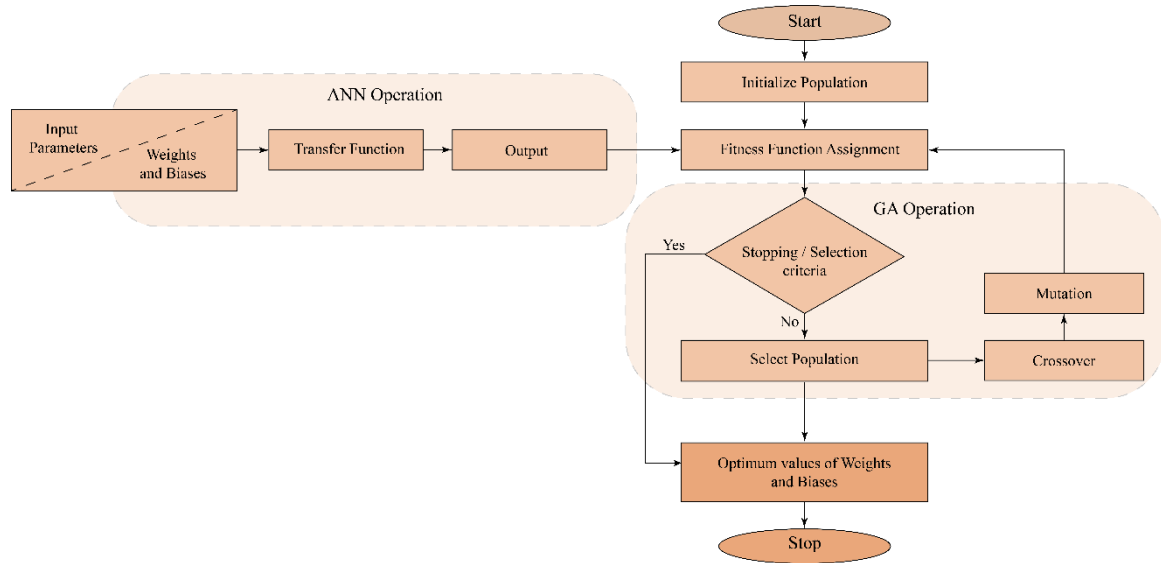 Start
Initialize Population
ANN Operation
Input
Parameters
Weights
and Biases
Transfer Function
Output
Fitness Function Assignment
GA Operation
Yes
Stopping / Selection
criteria
No
Mutation
Select Population
Crossover
Optimum values of Weights
and Biases
Stop